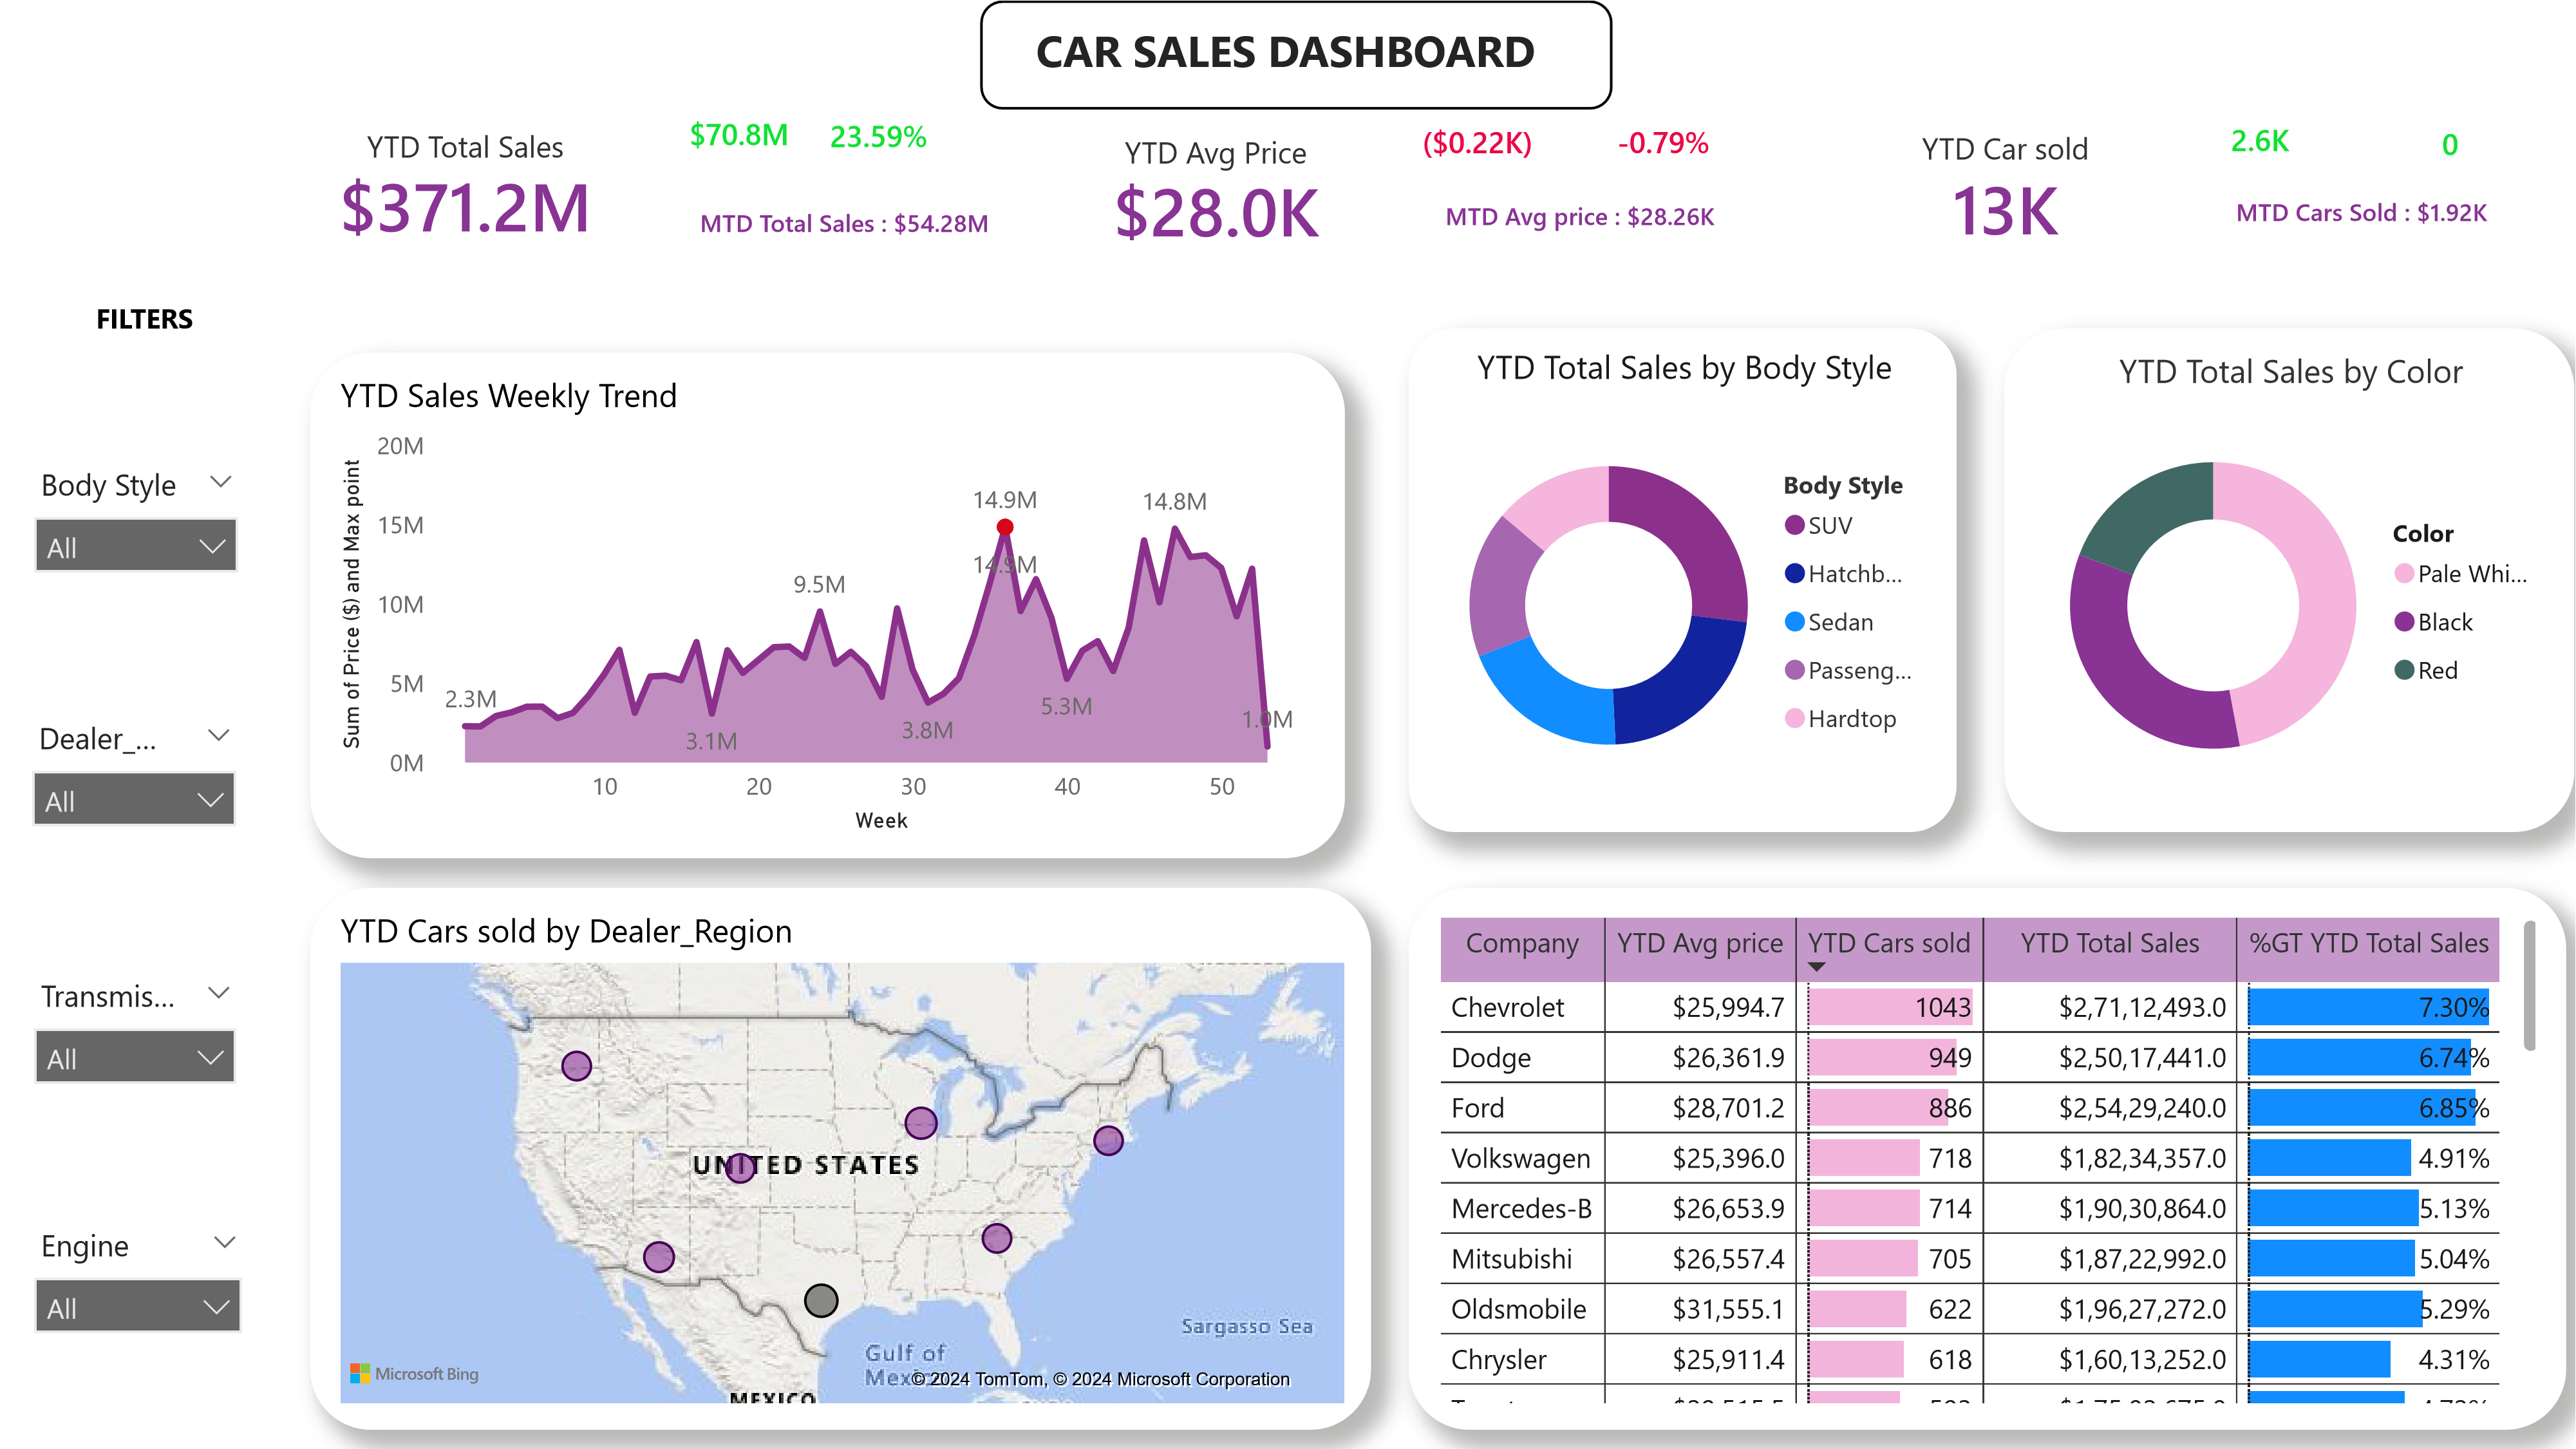 CAR SALES DASHBOARD
YTD Total Sales
$371.2M
$70.8M 23.59%
MTD Total Sales : $54.28M
YTD Avg Price
$28.0K
($0.22K) -0.79%
MTD Avg price : $28.26K
YTD Car sold
13K
2.6K 0
MTD Cars Sold : $1.92K
FILTERS
Body Style
All
Dealer_...
All
Transmis...
All
Engine
All
YTD Sales Weekly Trend
Sum of Price ($) and Max point
20M
15M
10M
5M
0M
2.3M
3.1M
9.5M
3.8M
14.9M
14.9M
5.3M
14.8M
1.0M
10 20 30 40 50
Week
YTD Total Sales by Body Style
Body Style
SUV
Hatchb...
Sedan
Passeng...
Hardtop
YTD Total Sales by Color
Color
Pale Whi...
Black
Red
YTD Cars sold by Dealer_Region
UNITED STATES
Sargasso Sea
Gulf of
Mexico
MEXICO
Microsoft Bing
© 2024 TomTom, © 2024 Microsoft Corporation
Company YTD Avg price YTD Cars sold YTD Total Sales %GT YTD Total Sales
Chevrolet $25,994.7 1043 $2,71,12,493.0 7.30%
Dodge $26,361.9 949 $2,50,17,441.0 6.74%
Ford $28,701.2 886 $2,54,29,240.0 6.85%
Volkswagen $25,396.0 718 $1,82,34,357.0 4.91%
Mercedes-B $26,653.9 714 $1,90,30,864.0 5.13%
Mitsubishi $26,557.4 705 $1,87,22,992.0 5.04%
Oldsmobile $31,555.1 622 $1,96,27,272.0 5.29%
Chrysler $25,911.4 618 $1,60,13,252.0 4.31%